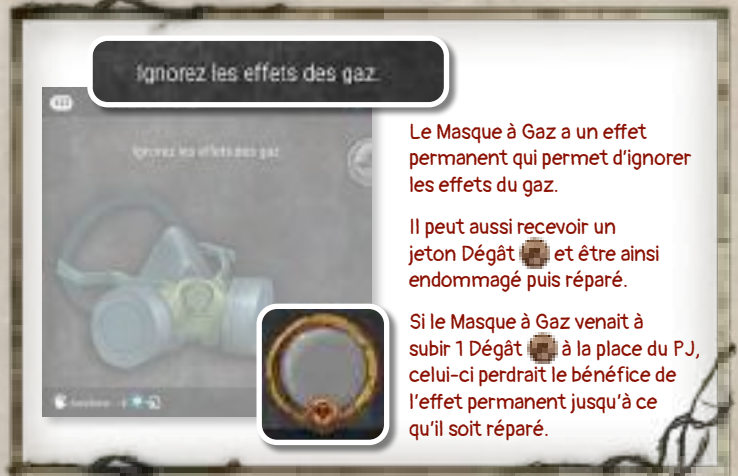 Ignorez les effets des gaz.
Ignorez les effets des gaz
Le Masque à Gaz a un effet
permanent qui permet d'ignorer
les effets du gaz.
Il peut aussi recevoir un
jeton Dégât et être ainsi
endommagé puis réparé.
Si le Masque à Gaz venait à
subir 1 Dégât à la place du PJ,
celui-ci perdrait le bénéfice de
l'effet permanent jusqu'à ce
qu'il soit réparé.